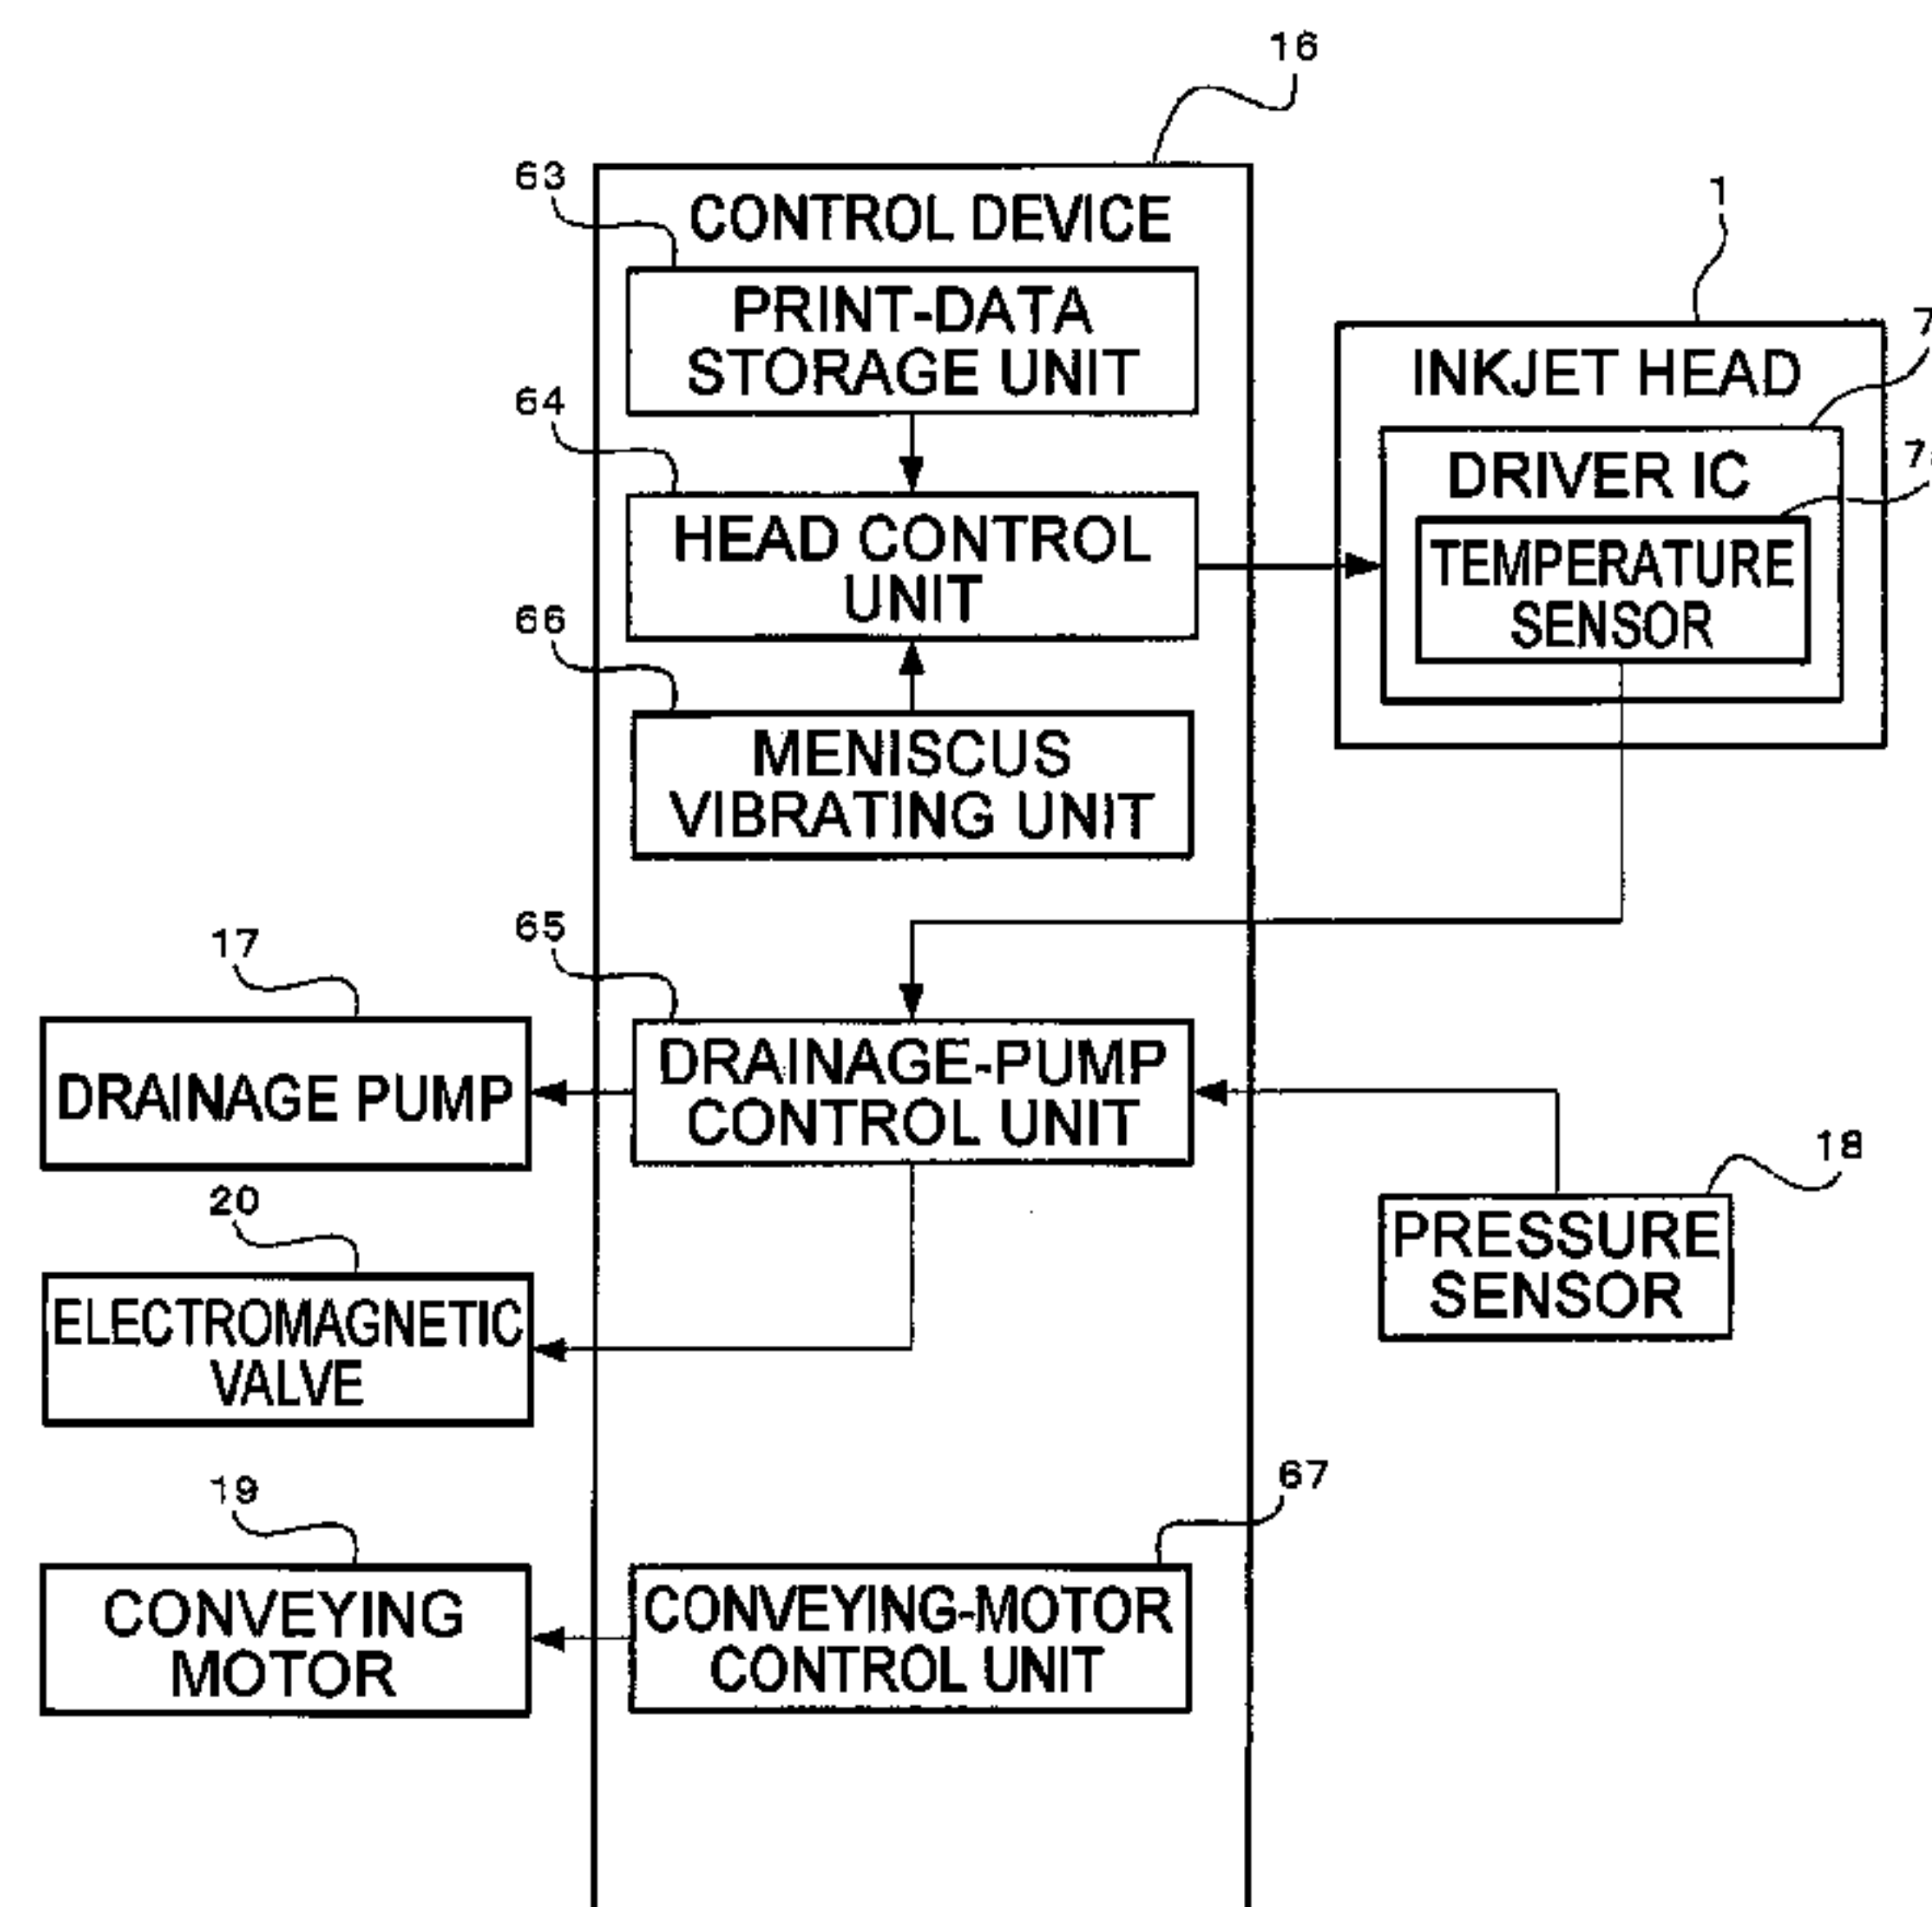 16
63
CONTROL DEVICE
1
PRINT-DATA
STORAGE UNIT
INKJET HEAD
64
DRIVER IC
HEAD CONTROL
UNIT
TEMPERATURE
SENSOR
66
MENISCUS
VIBRATING UNIT
65
17
DRAINAGE PUMP
DRAINAGE-PUMP
CONTROL UNIT
18
20
PRESSURE
SENSOR
ELECTROMAGNETIC
VALVE
19
67
CONVEYING
MOTOR
CONVEYING-MOTOR
CONTROL UNIT